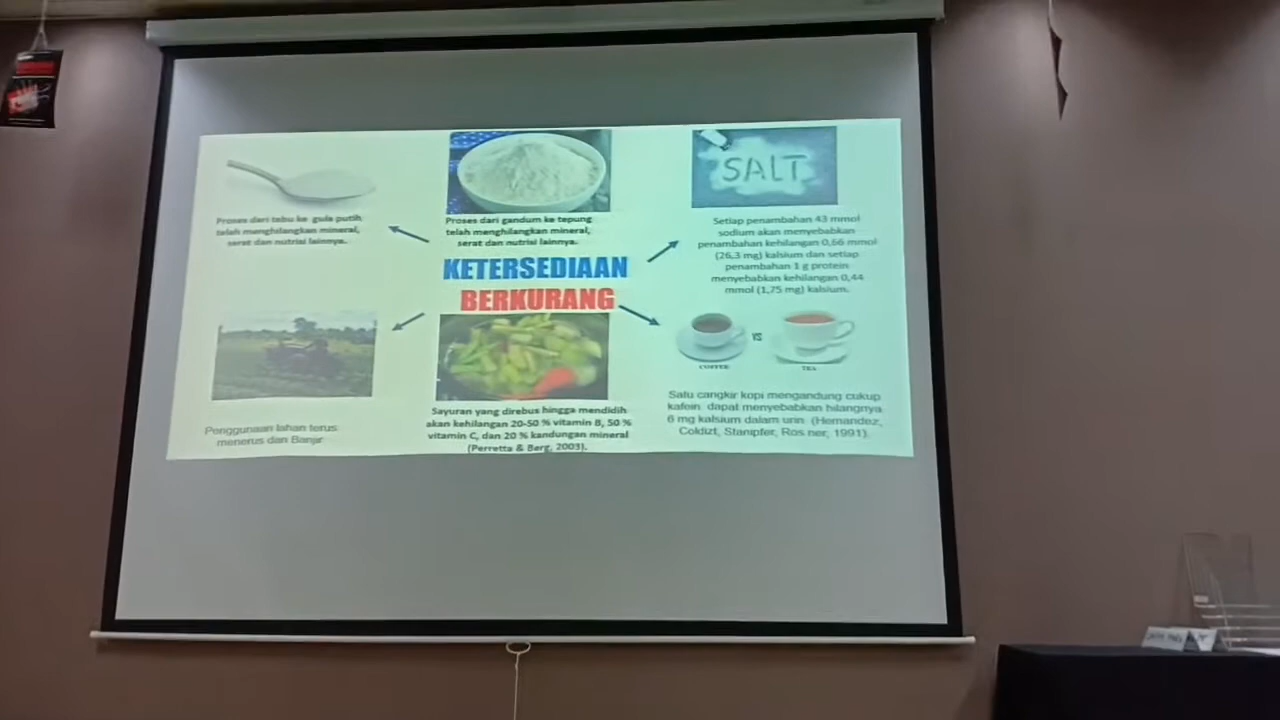 Proses dari tebu ke gula putih
telah menghilangkan mineral,
serat dan nutrisi lainnya.
Proses dari gandum ke tepung
telah menghilangkan mineral,
serat dan nutrisi lainnya.
SALT
Setiap penambahan 43 mmol
sodium akan menyebabkan
penambahan kehilangan 0,66 mmol
(26,3 mg) kalsium dan setiap
penambahan 1 g protein
menyebabkan kehilangan 0,44
mmol (1,75 mg) kalsium.
KETERSEDIAAN
BERKURANG
Penggunaan lahan terus
menerus dan Banjir
Sayuran yang direbus hingga mendidih
akan kehilangan 20-50 % vitamin B, 50 %
vitamin C, dan 20 % kandungan mineral
(Perretta & Berg, 2003).
VS
COFFEE
TEA
Satu cangkir kopi mengandung cukup
kafein dapat menyebabkan hilangnya
6 mg kalsium dalam urin (Hernandez,
Coldizt, Stanipfer, Ros ner, 1991).